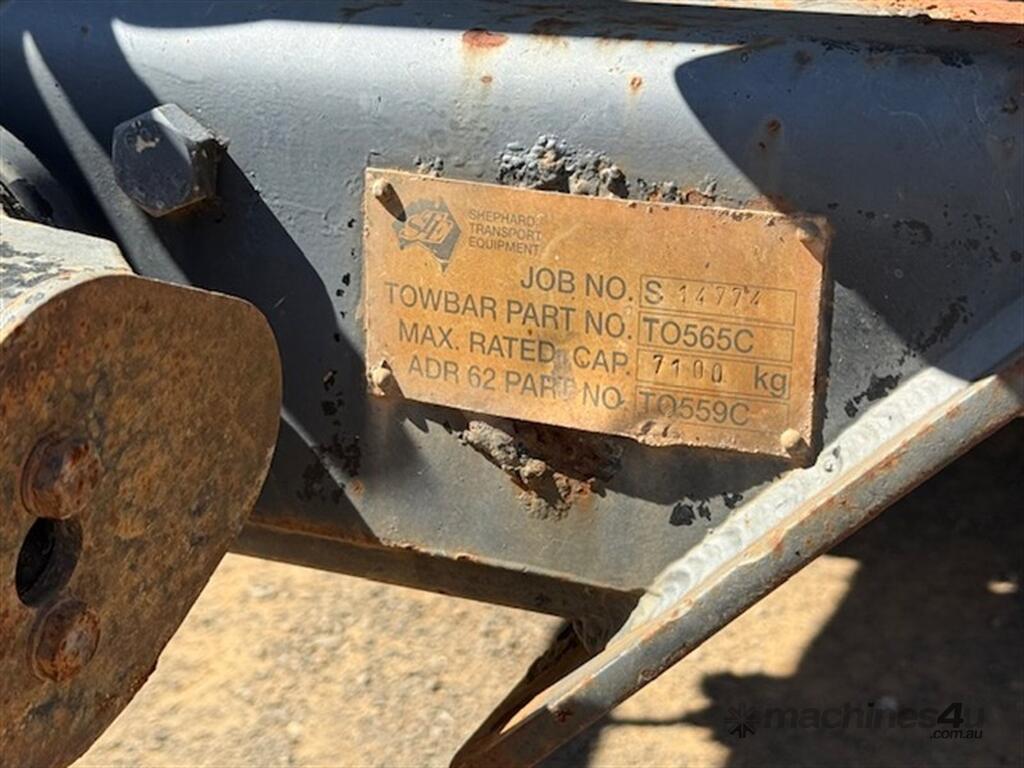 STE
SHEPHARD
TRANSPORT
EQUIPMENT
JOB NO. S 14774
TOWBAR PART NO. TO565C
MAX. RATED. CAP. 7100 kg
ADR 62 PART NO. TO559C
machines4u
.com.au